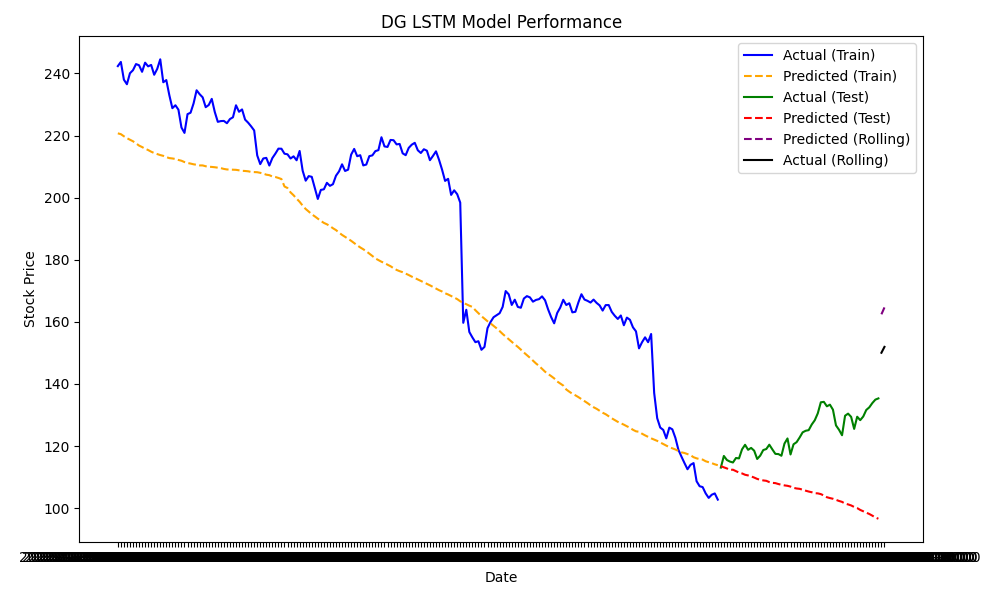 DG LSTM Model Performance
Actual (Train)
Predicted (Train)
Actual (Test)
Predicted (Test)
Predicted (Rolling)
Actual (Rolling)
Stock Price
240
220
200
180
160
140
120
100
Date